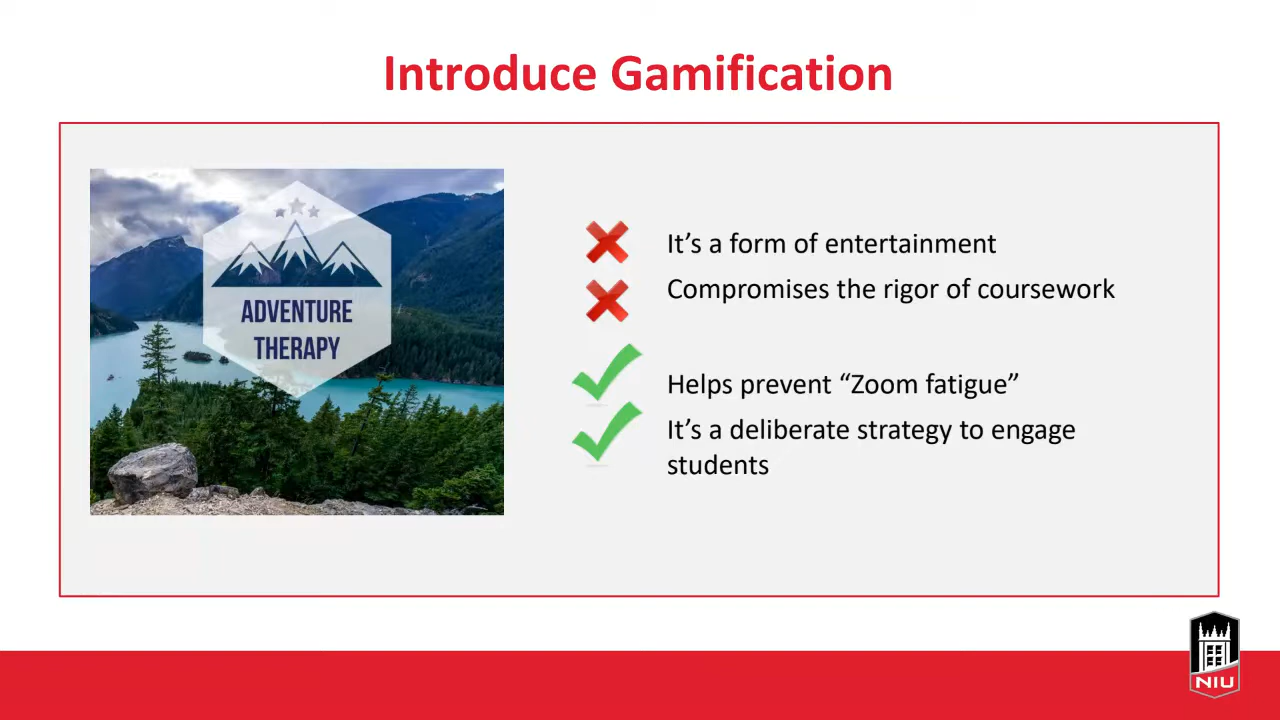 Introduce Gamification
ADVENTURE
THERAPY
It’s a form of entertainment
Compromises the rigor of coursework
Helps prevent “Zoom fatigue”
It’s a deliberate strategy to engage
students
NIU